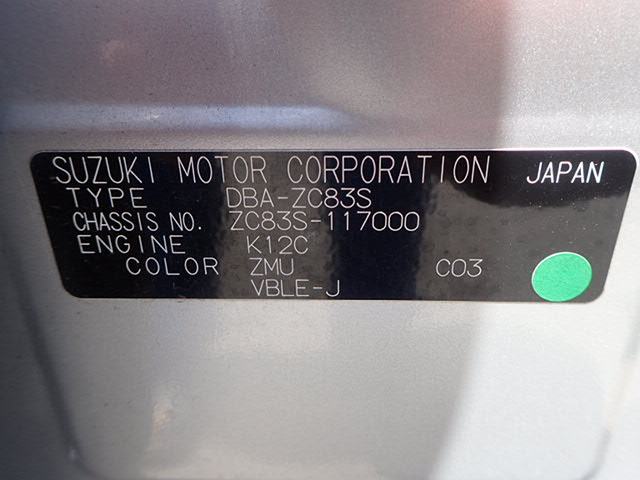 SUZUKI MOTOR CORPORATION JAPAN
TYPE DBA-ZC83S
CHASSIS NO. ZC83S-117000
ENGINE K12C
COLOR ZMU C03
VBLE-J